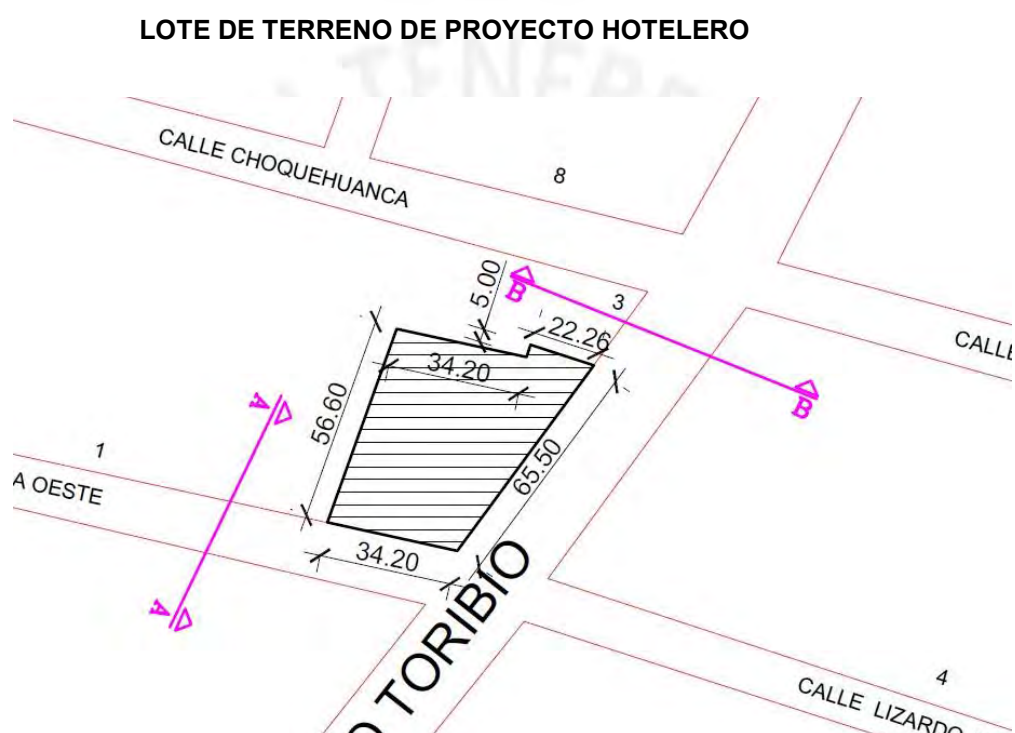 LOTE DE TERRENO DE PROYECTO HOTELERO
CALLE CHOQUEHUANCA
8
5.00
B
3
22.26
CALLE
34.20
56.60
A
B
1
65.50
A OESTE
34.20
A
O TORIBIO
4
CALLE LIZARDO